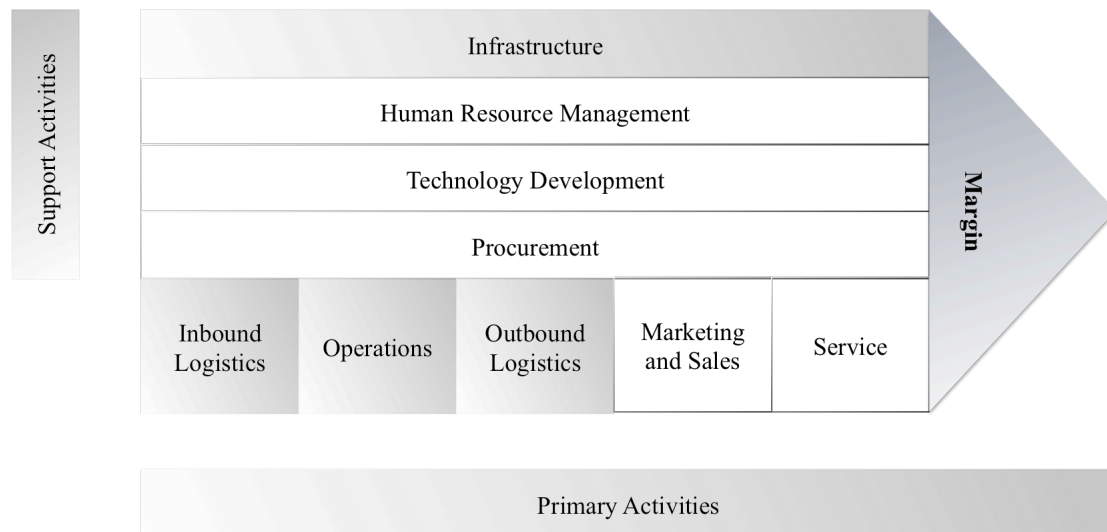 Support Activities
Infrastructure
Human Resource Management
Technology Development
Procurement
Margin
Inbound
Logistics
Operations
Outbound
Logistics
Marketing
and Sales
Service
Primary Activities